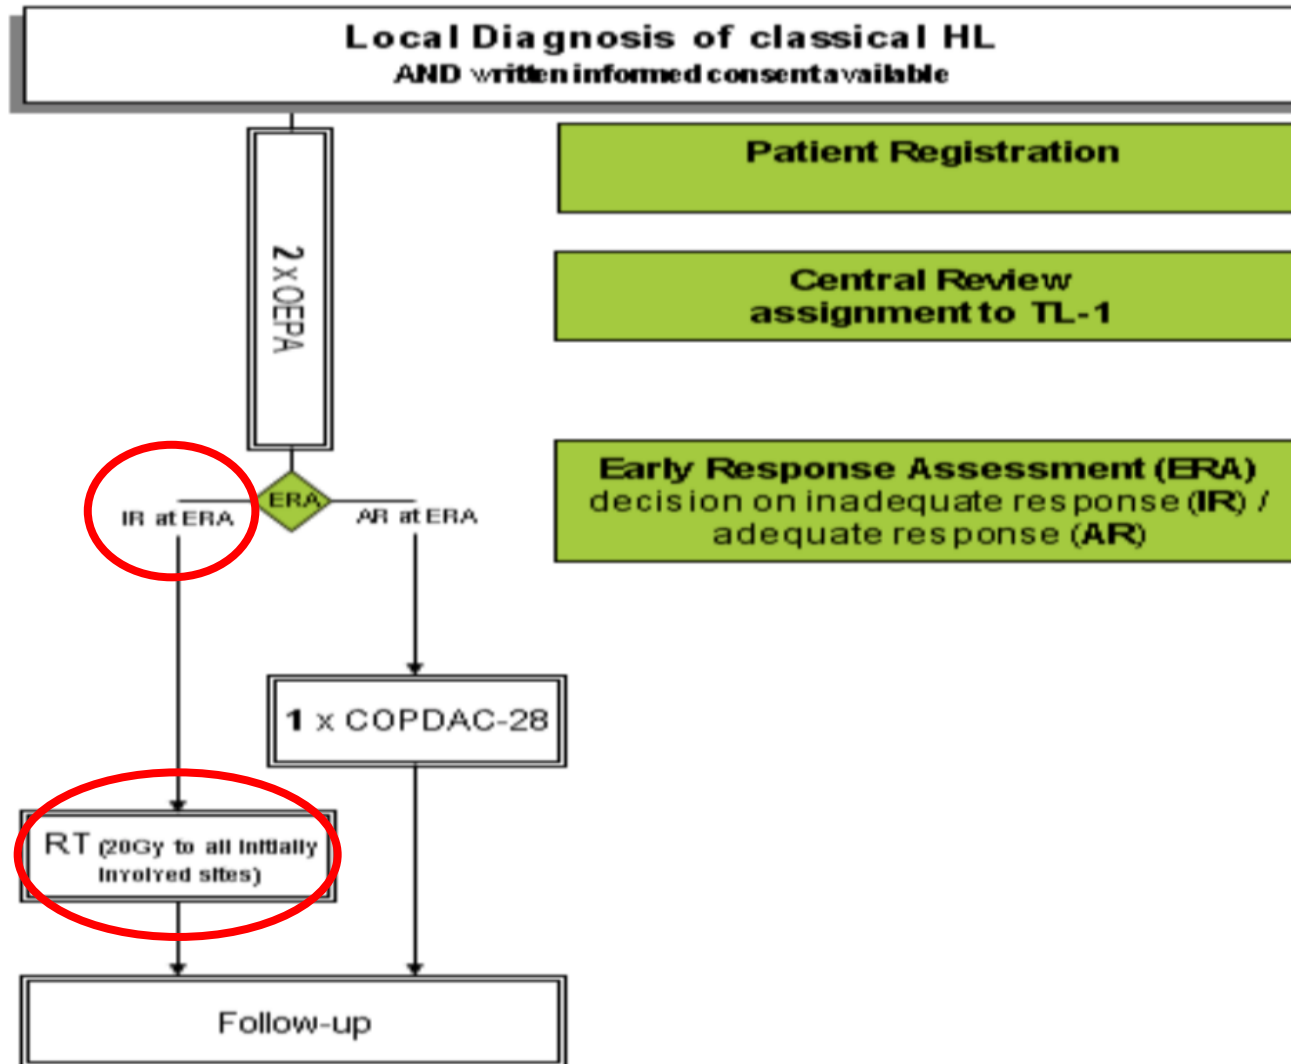 Local Diagnosis of classical HL
AND written informed consent available
Patient Registration
2 x OEPA
Central Review
assignment to TL-1
Early Response Assessment (ERA)
decision on inadequate response (IR) /
adequate response (AR)
ERA
IR at ERA
AR at ERA
1 x COPDAC-28
RT (20Gy to all initially
involved sites)
Follow-up